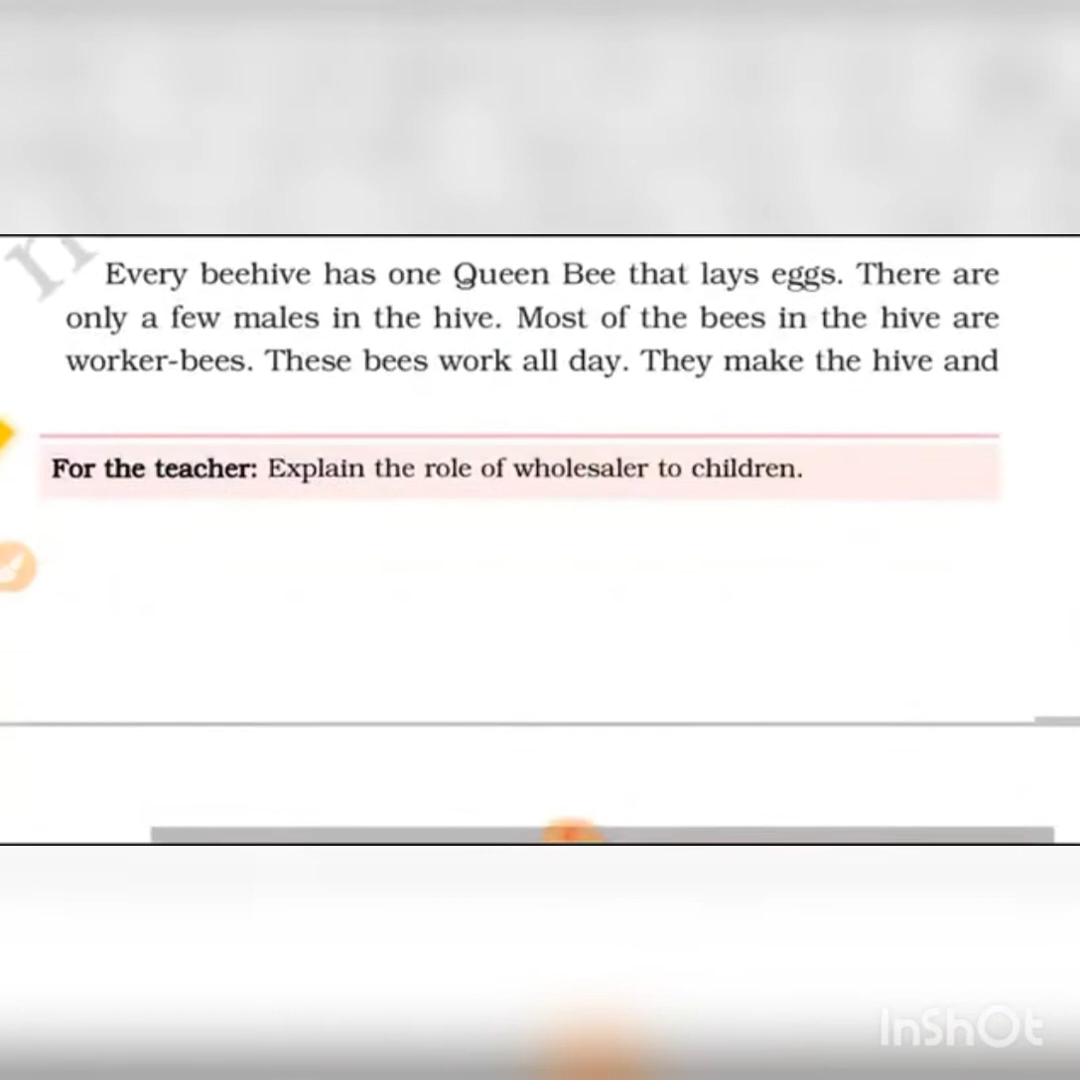 Every beehive has one Queen Bee that lays eggs. There are
only a few males in the hive. Most of the bees in the hive are
worker-bees. These bees work all day. They make the hive and
For the teacher: Explain the role of wholesaler to children.
InShOt